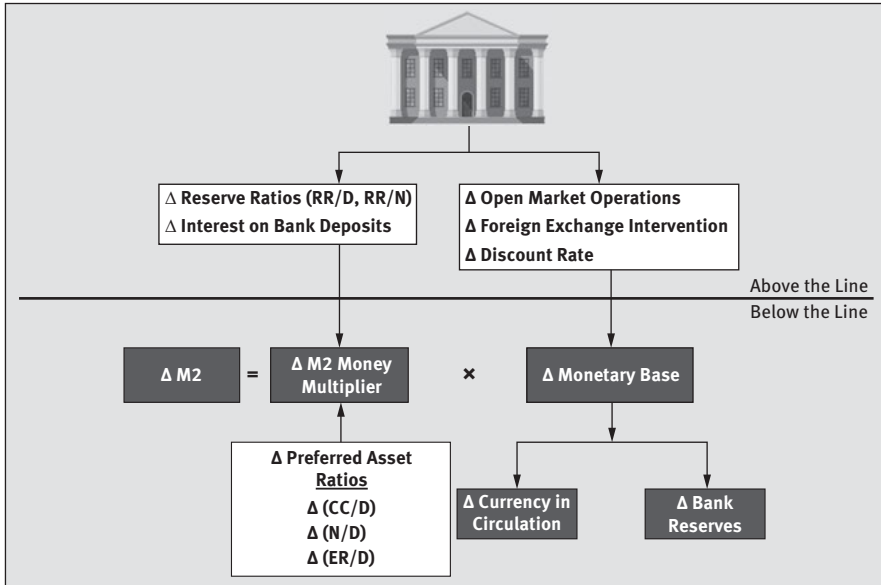 Δ Reserve Ratios (RR/D, RR/N)
Δ Interest on Bank Deposits
Δ Open Market Operations
Δ Foreign Exchange Intervention
Δ Discount Rate
Above the Line
Below the Line
Δ M2
=
Δ M2 Money
Multiplier
×
Δ Monetary Base
Δ Preferred Asset
Ratios
Δ (CC/D)
Δ (N/D)
Δ (ER/D)
Δ Currency in
Circulation
Δ Bank
Reserves